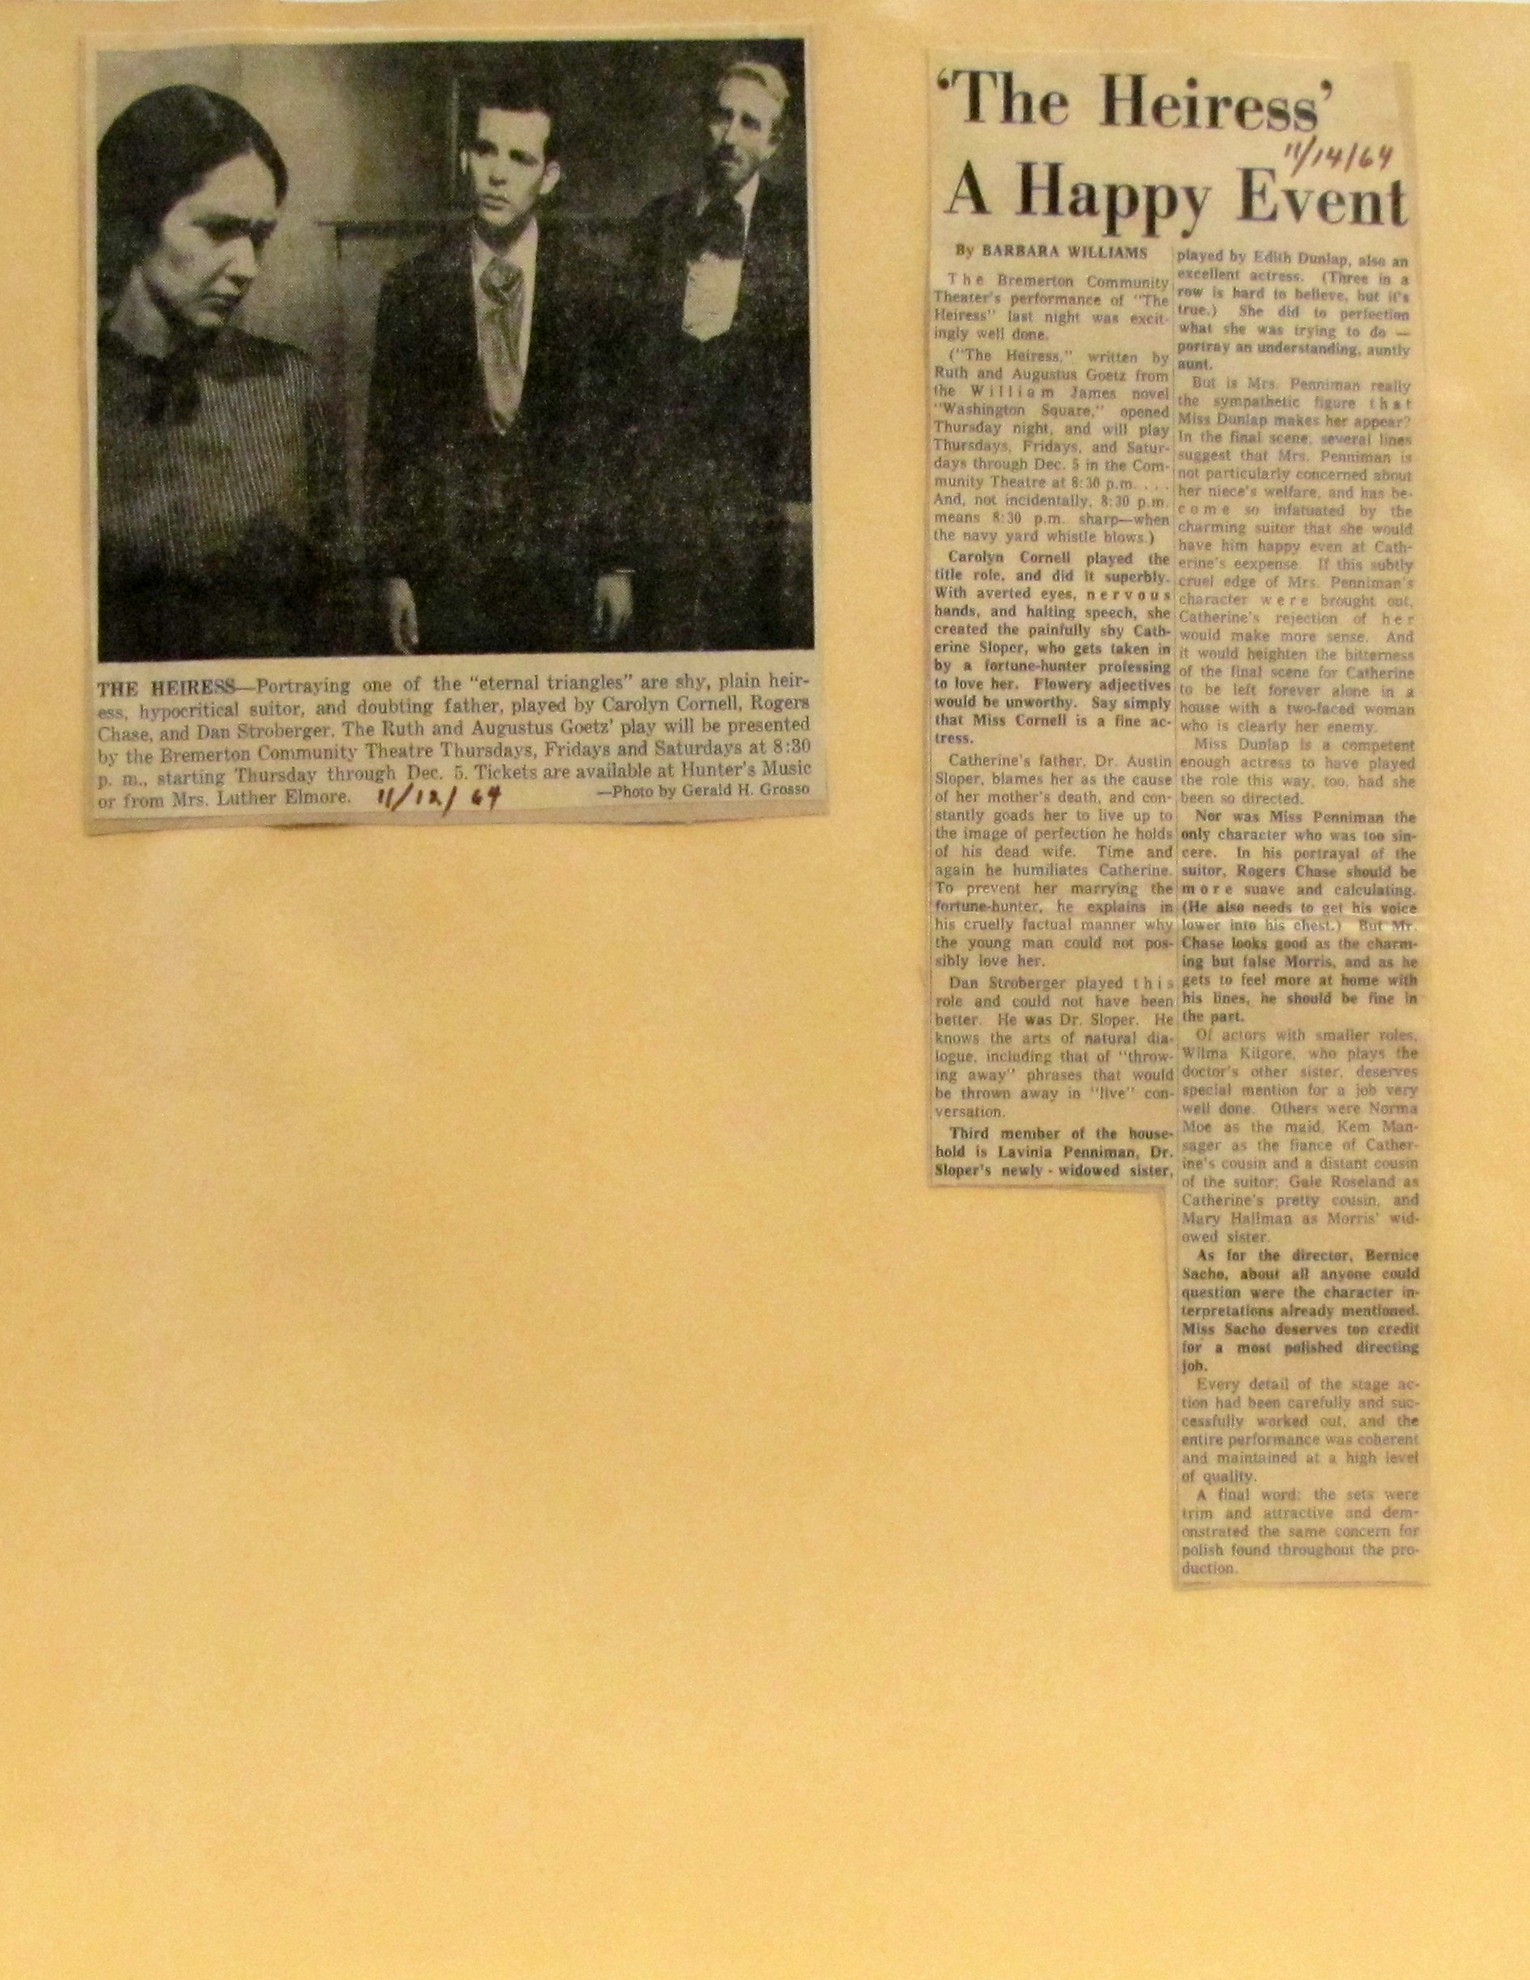 THE HEIRESS—Portraying one of the "eternal triangles" are shy, plain heir-
ess, hypocritical suitor, and doubting father, played by Carolyn Cornell, Rogers
Chase, and Dan Stroberger. The Ruth and Augustus Goetz' play will be presented
by the Bremerton Community Theatre Thursdays, Fridays and Saturdays at 8:30
p. m., starting Thursday through Dec. 5. Tickets are available at Hunter's Music
or from Mrs. Luther Elmore. 11/12/64 —Photo by Gerald H. Grosso
'The Heiress'
11/14/64
A Happy Event
By BARBARA WILLIAMS
The Bremerton Community
Theater's performance of "The
Heiress" last night was excit-
ingly well done.
("The Heiress," written by
Ruth and Augustus Goetz from
the William James novel
"Washington Square," opened
Thursday night, and will play
Thursdays, Fridays, and Satur-
days through Dec. 5 in the Com-
munity Theatre at 8:30 p.m. . . .
And, not incidentally, 8:30 p.m.
means 8:30 p.m. sharp—when
the navy yard whistle blows.)
Carolyn Cornell played the
title role, and did it superbly.
With averted eyes, nervous
hands, and halting speech, she
created the painfully shy Cath-
erine Sloper, who gets taken in
by a fortune-hunter professing
to love her. Flowery adjectives
would be unworthy. Say simply
that Miss Cornell is a fine ac-
tress.
Catherine's father, Dr. Austin
Sloper, blames her as the cause
of her mother's death, and con-
stantly goads her to live up to
the image of perfection he holds
of his dead wife. Time and
again he humiliates Catherine.
To prevent her marrying the
fortune-hunter, he explains in
his cruelly factual manner why
the young man could not pos-
sibly love her.
Dan Stroberger played this
role and could not have been
better. He was Dr. Sloper. He
knows the arts of natural dia-
logue, including that of "throw-
ing away" phrases that would
be thrown away in "live" con-
versation.
Third member of the house-
hold is Lavinia Penniman, Dr.
Sloper's newly-widowed sister,
played by Edith Dunlap, also an
excellent actress. (Three in a
row is hard to believe, but it's
true.) She did to perfection
what she was trying to do —
portray an understanding, auntly
aunt.
But is Mrs. Penniman really
the sympathetic figure that
Miss Dunlap makes her appear?
In the final scene, several lines
suggest that Mrs. Penniman is
not particularly concerned about
her niece's welfare, and has be-
come so infatuated by the
charming suitor that she would
have him happy even at Cath-
erine's eexpense. If this subtly
cruel edge of Mrs. Penniman's
character were brought out,
Catherine's rejection of her
would make more sense. And
it would heighten the bitterness
of the final scene for Catherine
to be left forever alone in a
house with a two-faced woman
who is clearly her enemy.
Miss Dunlap is a competent
enough actress to have played
the role this way, too, had she
been so directed.
Nor was Miss Penniman the
only character who was too sin-
cere. In his portrayal of the
suitor, Rogers Chase should be
more suave and calculating.
(He also needs to get his voice
lower into his chest.) But Mr.
Chase looks good as the charm-
ing but false Morris, and as he
gets to feel more at home with
his lines, he should be fine in
the part.
Of actors with smaller roles,
Wilma Kilgore, who plays the
doctor's other sister, deserves
special mention for a job very
well done. Others were Norma
Moe as the maid, Kem Man-
sager as the fiance of Cather-
ine's cousin and a distant cousin
of the suitor; Gale Roseland as
Catherine's pretty cousin, and
Mary Hallman as Morris' wid-
owed sister.
As for the director, Bernice
Sacho, about all anyone could
question were the character in-
terpretations already mentioned.
Miss Sacho deserves ton credit
for a most polished directing
job.
Every detail of the stage ac-
tion had been carefully and suc-
cessfully worked out, and the
entire performance was coherent
and maintained at a high level
of quality.
A final word: the sets were
trim and attractive and dem-
onstrated the same concern for
polish found throughout the pro-
duction.